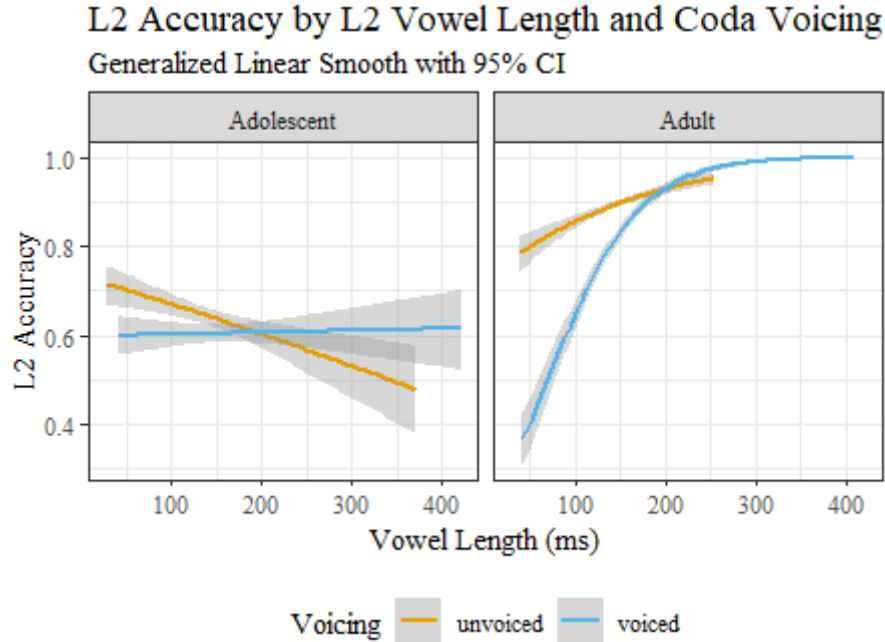 L2 Accuracy by L2 Vowel Length and Coda Voicing
Generalized Linear Smooth with 95% CI
Adolescent Adult
L2 Accuracy
1.0
0.8
0.6
0.4
100 200 300 400 100 200 300 400
Vowel Length (ms)
Voicing unvoiced voiced